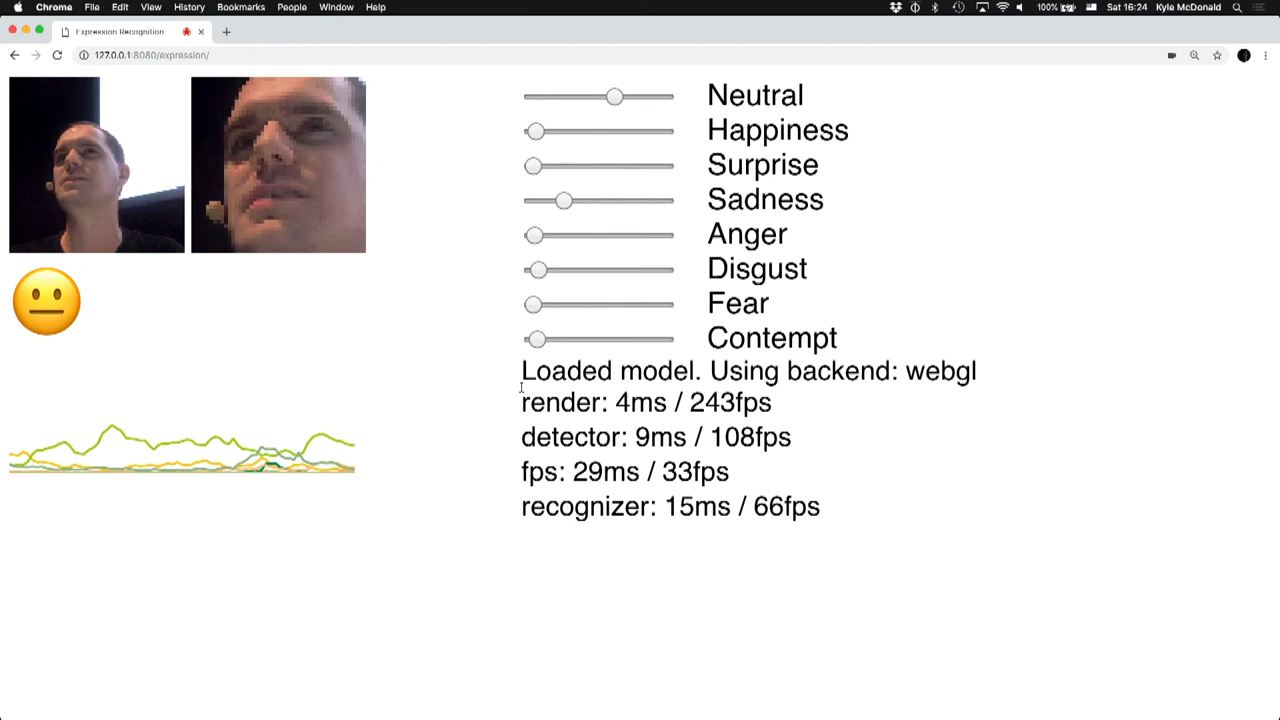 Chrome File Edit View History Bookmarks People Window Help 100% Sat 16:24 Kyle McDonald
Expression Recognition
127.0.0.1:8080/expression/
Neutral
Happiness
Surprise
Sadness
Anger
Disgust
Fear
Contempt
Loaded model. Using backend: webgl
render: 4ms / 243fps
detector: 9ms / 108fps
fps: 29ms / 33fps
recognizer: 15ms / 66fps